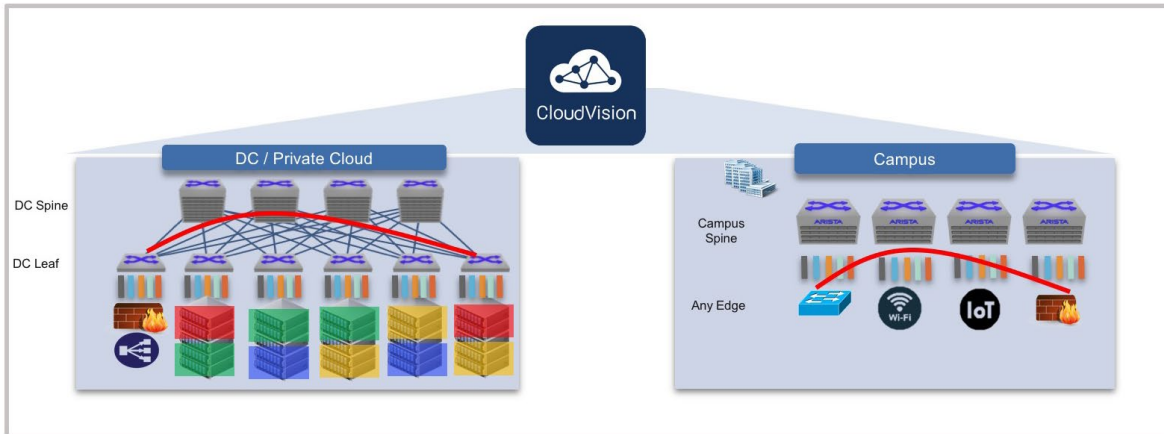 CloudVision
DC / Private Cloud
Campus
DC Spine
DC Leaf
Campus
Spine
ARISTA
ARISTA
ARISTA
ARISTA
Any Edge
Wi-Fi
IoT